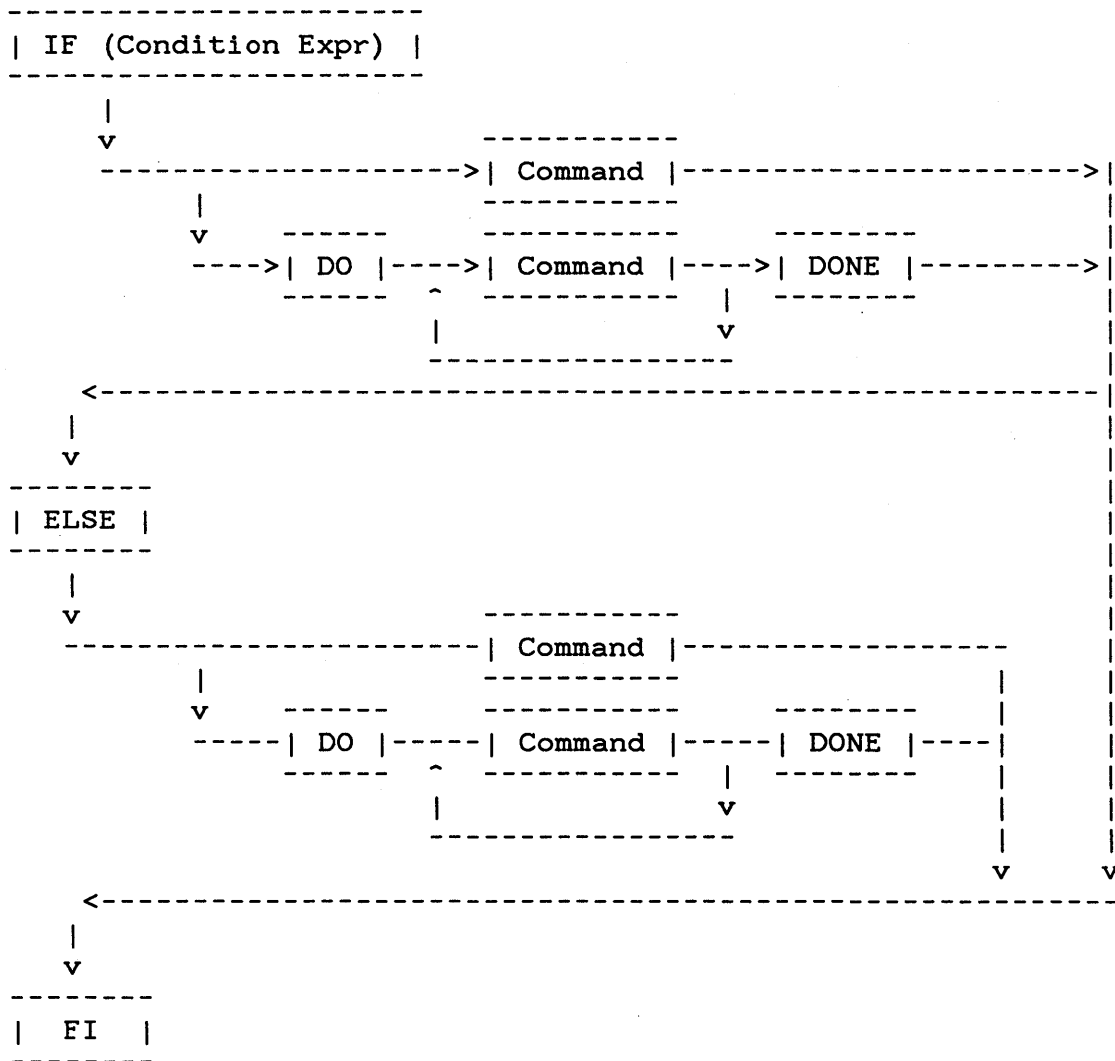 IF (Condition Expr)
Command
DO Command DONE
ELSE
Command
DO Command DONE
FI